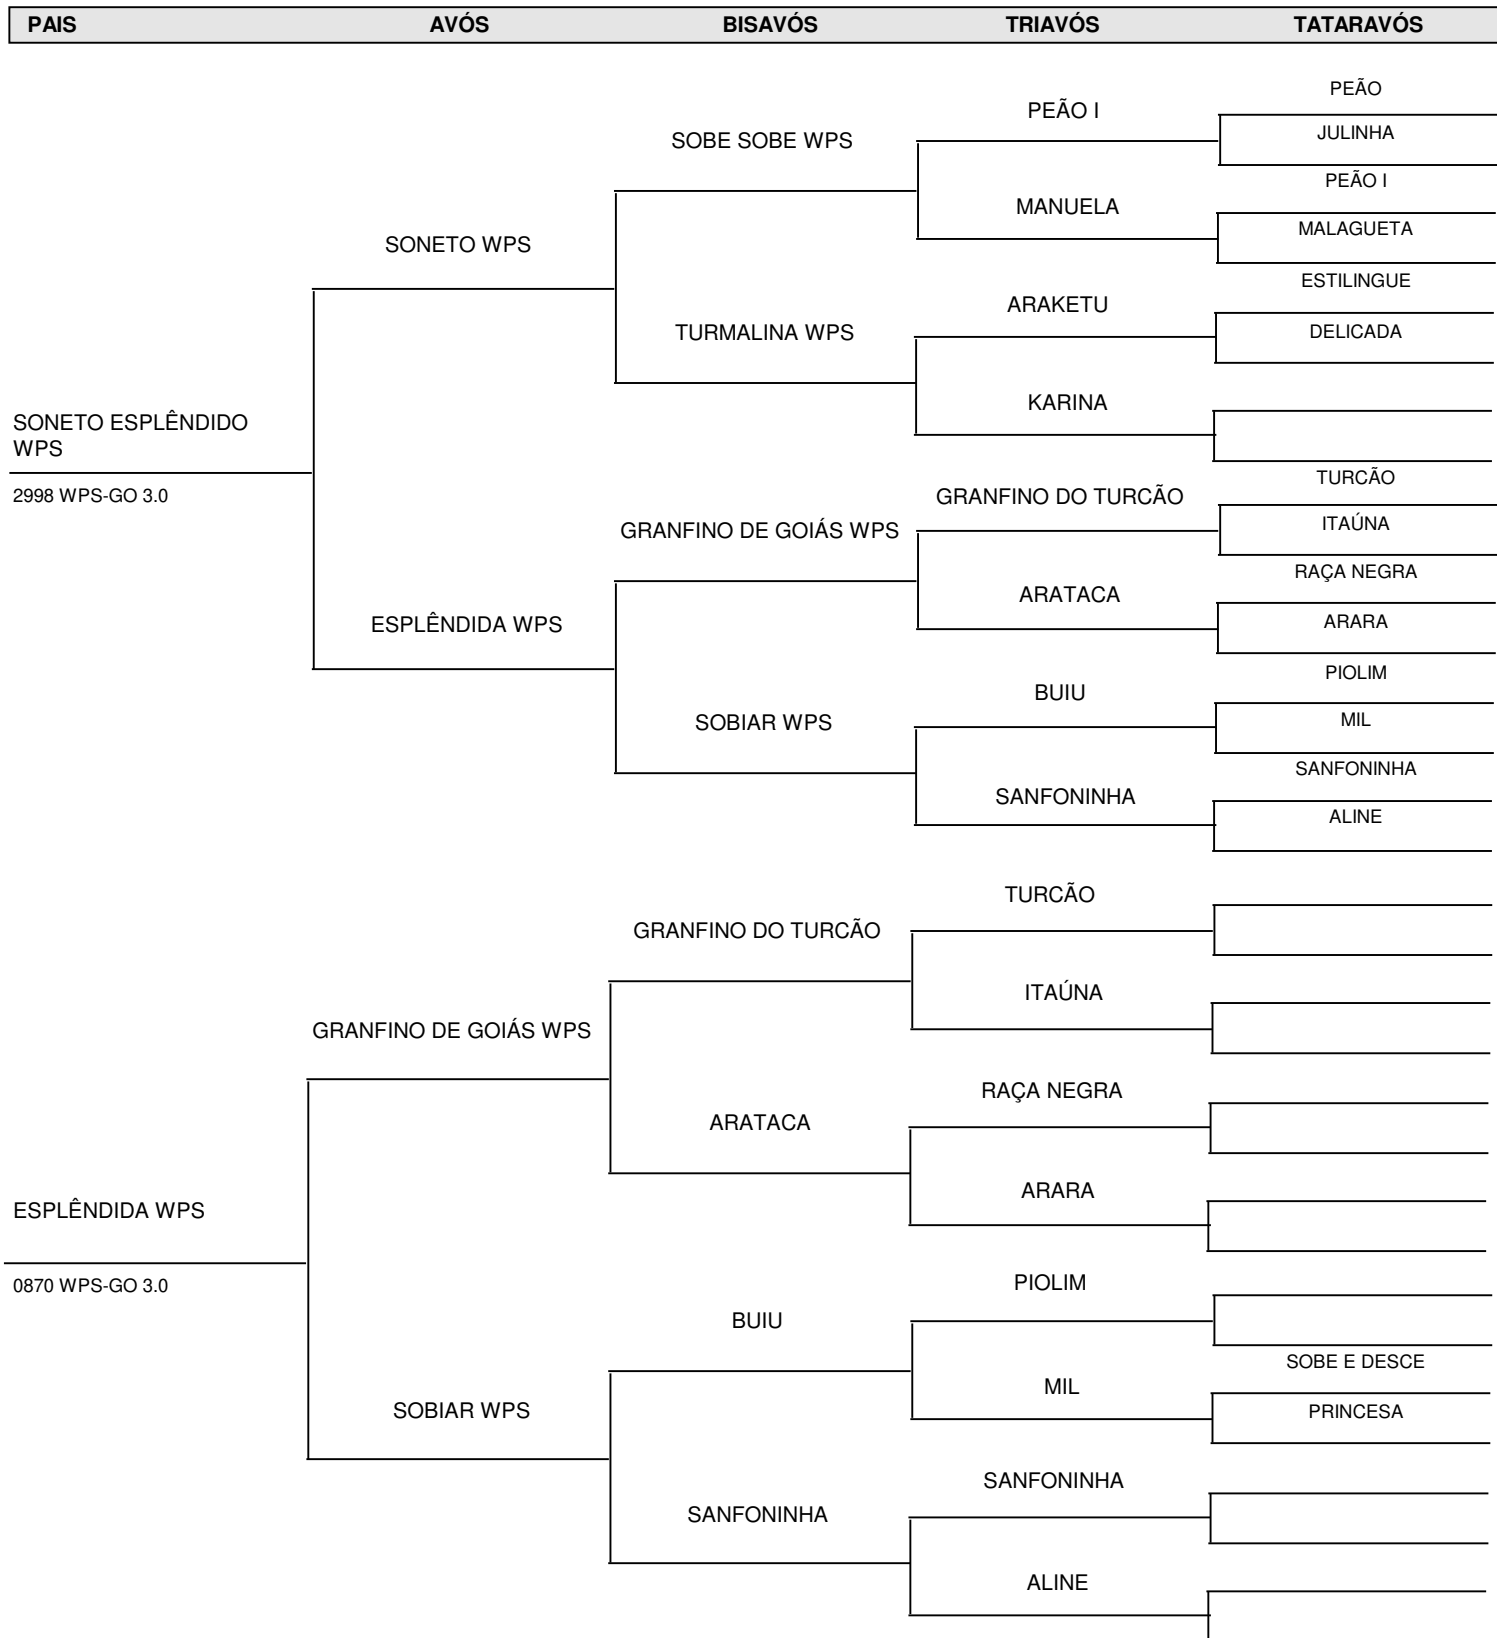 PAIS AVÓS BISAVÓS TRIAVÓS TATARAVÓS
PEÃO
PEÃO I
JULINHA
SOBE SOBE WPS
PEÃO I
MANUELA
MALAGUETA
SONETO WPS
ESTILINGUE
ARAKETU
TURMALINA WPS
DELICADA
KARINA
SONETO ESPLÊNDIDO
WPS
TURCÃO
2998 WPS-GO 3.0
GRANFINO DO TURCÃO
ITAÚNA
GRANFINO DE GOIÁS WPS
RAÇA NEGRA
ARATACA
ARARA
ESPLÊNDIDA WPS
PIOLIM
BUIU
MIL
SOBIAR WPS
SANFONINHA
SANFONINHA
ALINE
TURCÃO
GRANFINO DO TURCÃO
ITAÚNA
GRANFINO DE GOIÁS WPS
RAÇA NEGRA
ARATACA
ARARA
ESPLÊNDIDA WPS
0870 WPS-GO 3.0
PIOLIM
BUIU
SOBE E DESCE
MIL
PRINCESA
SOBIAR WPS
SANFONINHA
SANFONINHA
ALINE